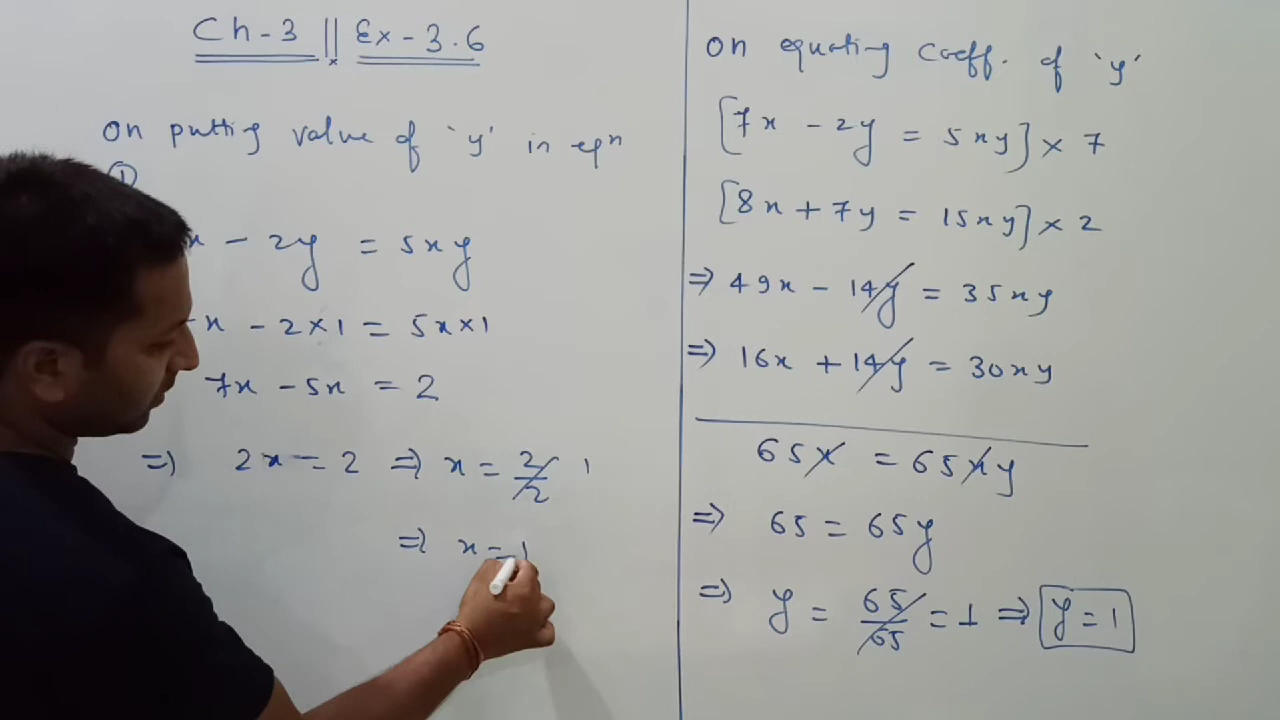 Ch-3 || Ex-3.6
On putting value of 'y' in eqn
①
x - 2y = 5xy
x - 2×1 = 5x×1
7x - 5x = 2
⇒ 2x = 2 ⇒ x = 2/2 1
⇒ x = 1
On equating Coeff. of 'y'
[7x - 2y = 5xy] × 7
[8x + 7y = 15xy] × 2
⇒ 49x - 14y = 35xy
⇒ 16x + 14y = 30xy
65x = 65xy
⇒ 65 = 65y
⇒ y = 65/65 = 1 ⇒ y = 1